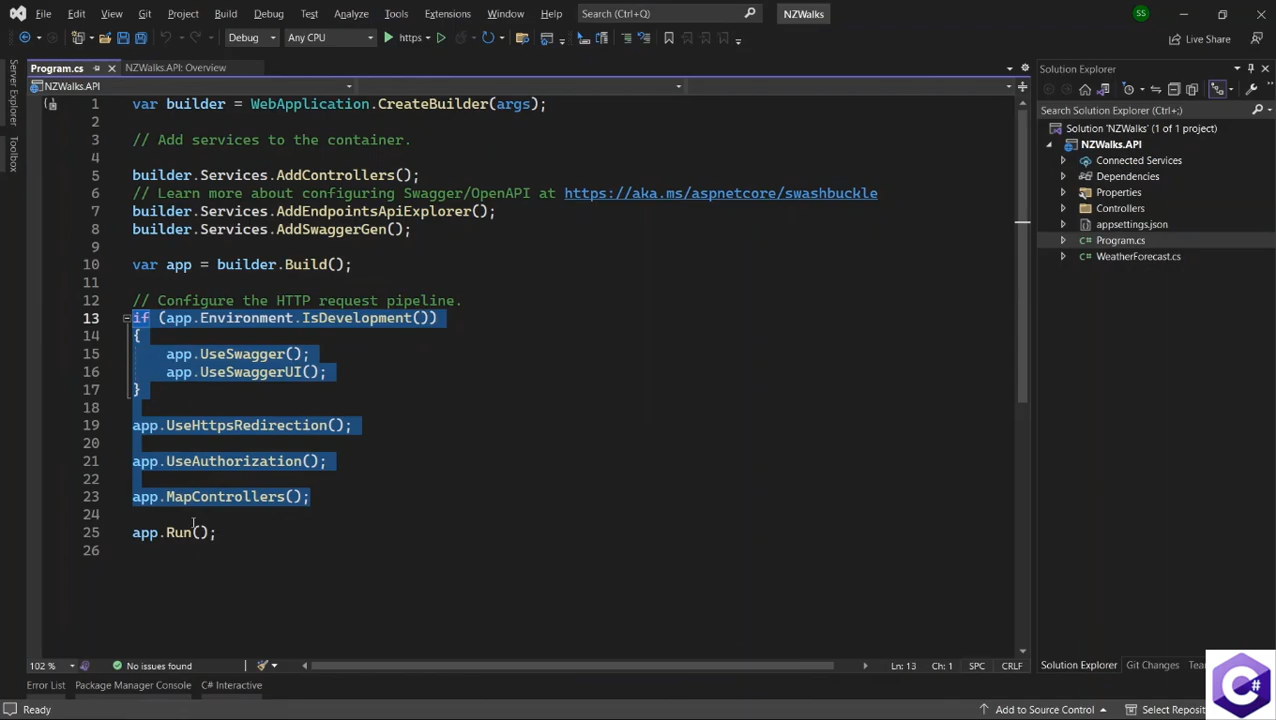 File Edit View Git Project Build Debug Test Analyze Tools Extensions Window Help Search (Ctrl+Q) NZWalks SS
Debug Any CPU https Live Share
Server Explorer
Toolbox
Program.cs NZWalks.API: Overview
NZWalks.API
1 var builder = WebApplication.CreateBuilder(args);
2
3 // Add services to the container.
4
5 builder.Services.AddControllers();
6 // Learn more about configuring Swagger/OpenAPI at https://aka.ms/aspnetcore/swashbuckle
7 builder.Services.AddEndpointsApiExplorer();
8 builder.Services.AddSwaggerGen();
9
10 var app = builder.Build();
11
12 // Configure the HTTP request pipeline.
13 if (app.Environment.IsDevelopment())
14 {
15 app.UseSwagger();
16 app.UseSwaggerUI();
17 }
18
19 app.UseHttpsRedirection();
20
21 app.UseAuthorization();
22
23 app.MapControllers();
24
25 app.Run();
26
102 % No issues found Ln: 13 Ch: 1 SPC CRLF
Error List Package Manager Console C# Interactive
Ready
Solution Explorer
Search Solution Explorer (Ctrl+;)
Solution 'NZWalks' (1 of 1 project)
NZWalks.API
Connected Services
Dependencies
Properties
Controllers
appsettings.json
C# Program.cs
C# WeatherForecast.cs
Solution Explorer Git Changes Tea
Add to Source Control Select Reposit
C#